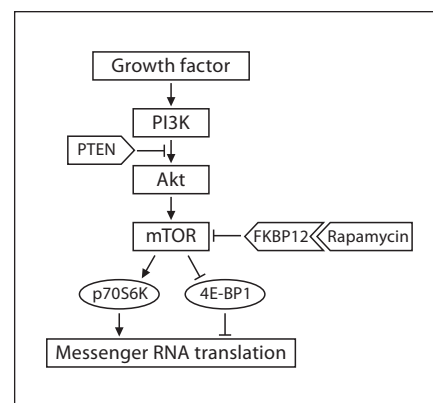 Growth factor
PI3K
PTEN
Akt
mTOR
FKBP12
Rapamycin
p70S6K
4E-BP1
Messenger RNA translation